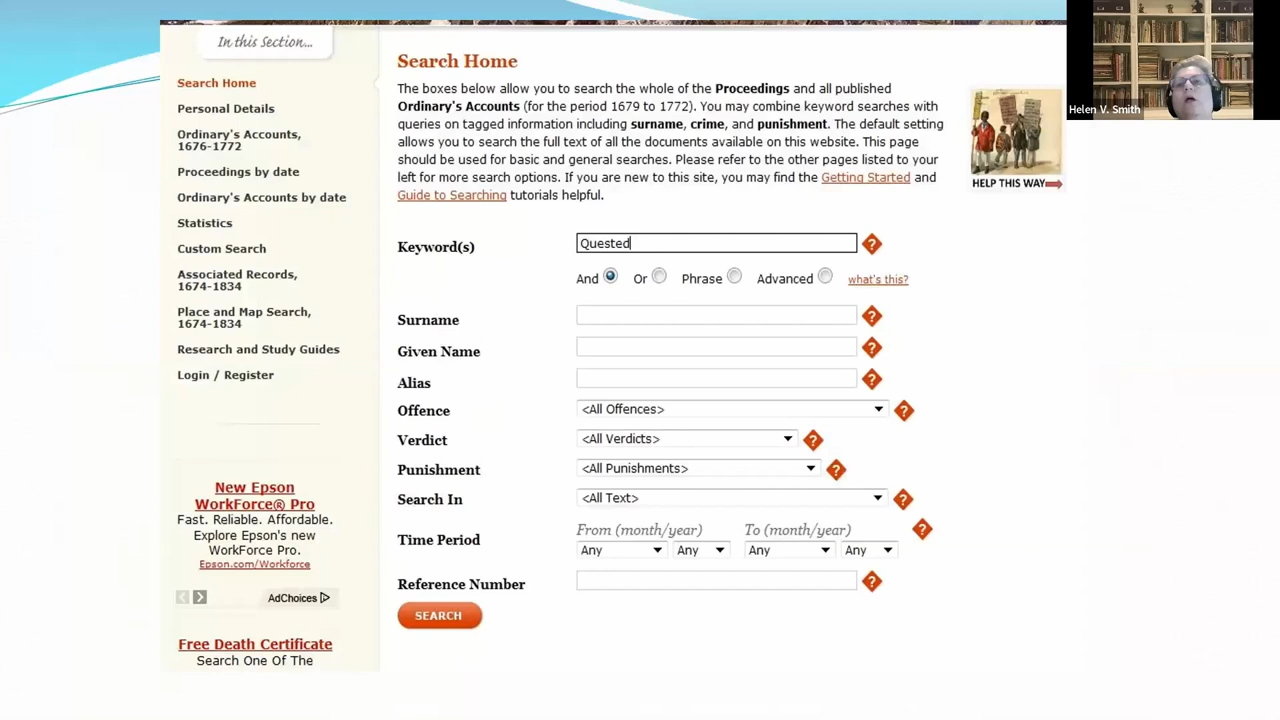 In this Section...
Search Home
Personal Details
Ordinary's Accounts,
1676-1772
Proceedings by date
Ordinary's Accounts by date
Statistics
Custom Search
Associated Records,
1674-1834
Place and Map Search,
1674-1834
Research and Study Guides
Login / Register
New Epson
WorkForce® Pro
Fast. Reliable. Affordable.
Explore Epson's new
WorkForce Pro.
Epson.com/Workforce
AdChoices
Free Death Certificate
Search One Of The
Search Home
The boxes below allow you to search the whole of the Proceedings and all published
Ordinary's Accounts (for the period 1679 to 1772). You may combine keyword searches with
queries on tagged information including surname, crime, and punishment. The default setting
allows you to search the full text of all the documents available on this website. This page
should be used for basic and general searches. Please refer to the other pages listed to your
left for more search options. If you are new to this site, you may find the Getting Started and
Guide to Searching tutorials helpful.
HELP THIS WAY
Keyword(s) Quested ?
And Or Phrase Advanced what's this?
Surname ?
Given Name ?
Alias ?
Offence <All Offences> ?
Verdict <All Verdicts> ?
Punishment <All Punishments> ?
Search In <All Text> ?
From (month/year) To (month/year) ?
Time Period Any Any Any Any
Reference Number ?
SEARCH
Helen V. Smith